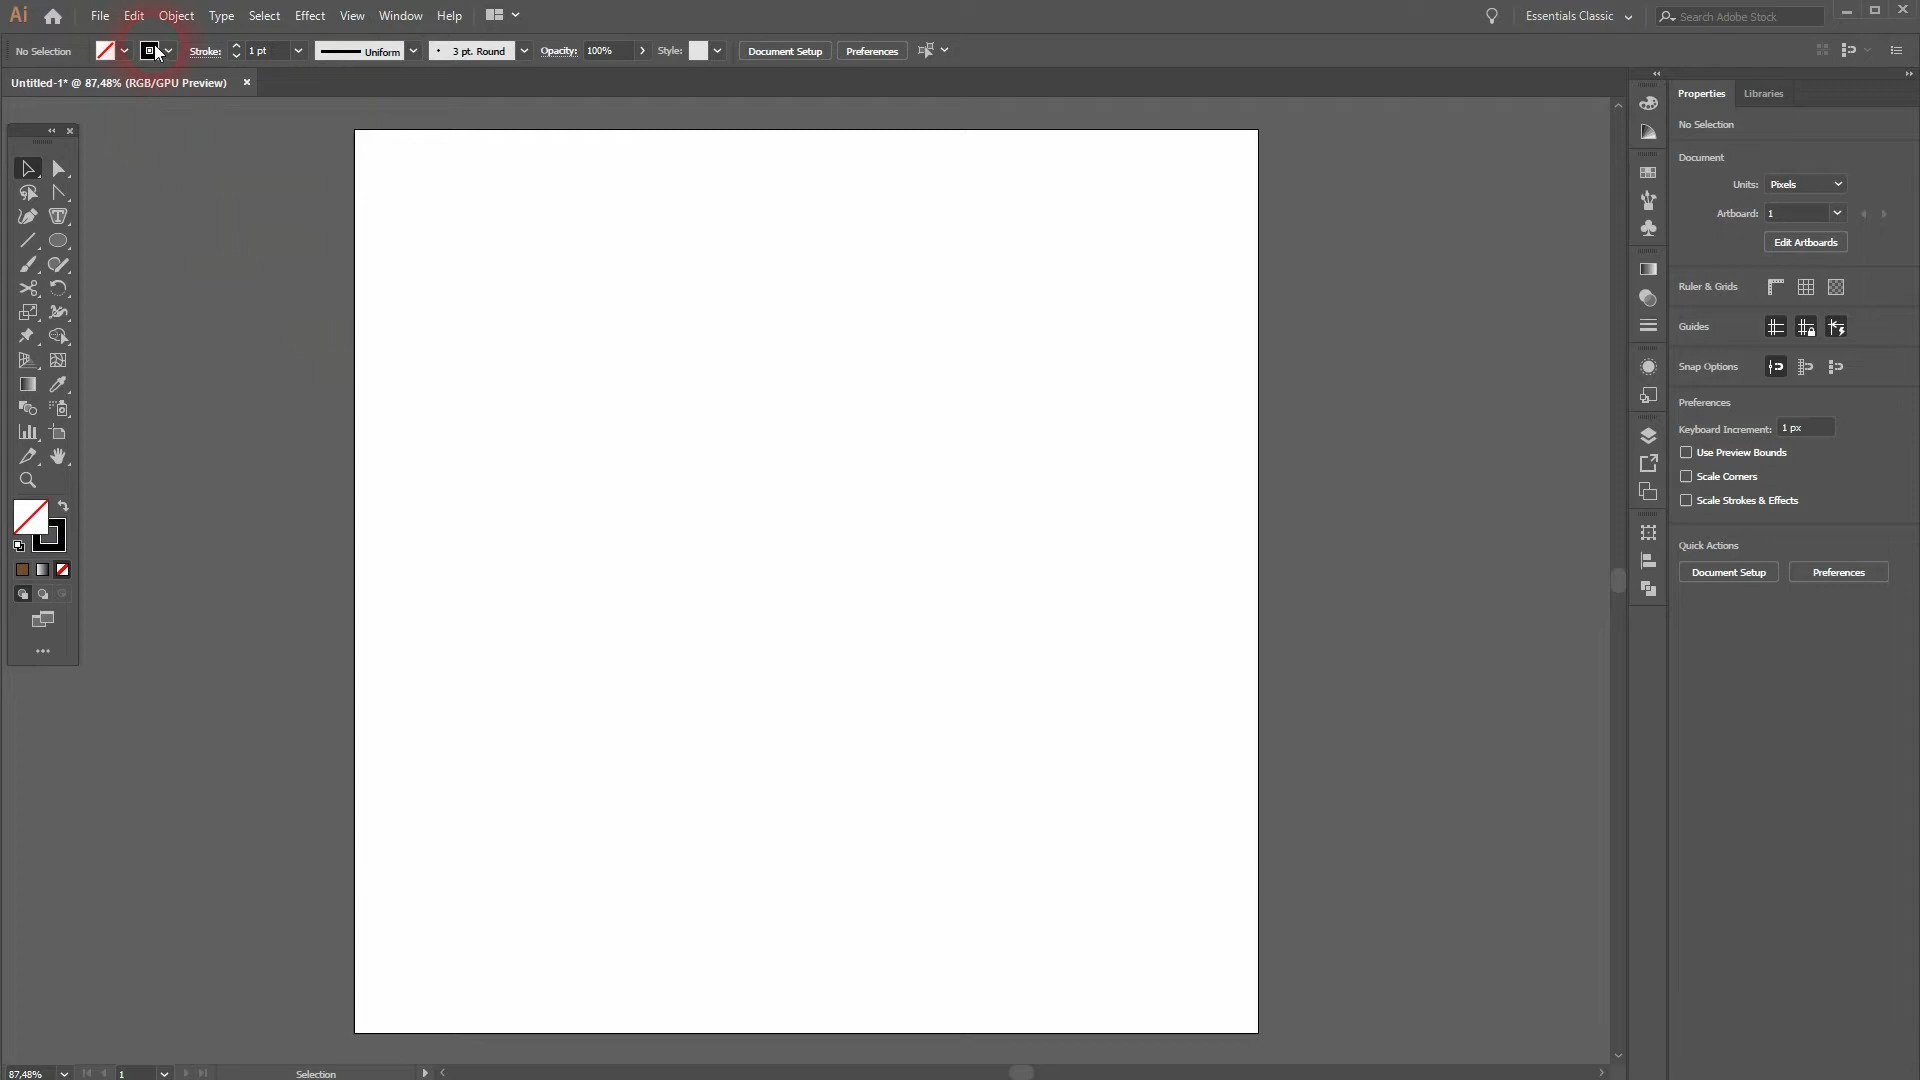 Ai File Edit Object Type Select Effect View Window Help Essentials Classic Search Adobe Stock
No Selection Stroke: 1 pt Uniform 3 pt. Round Opacity: 100% Style: Document Setup Preferences
Untitled-1* @ 87,48% (RGB/GPU Preview)
Properties Libraries
No Selection
Document
Units: Pixels
Artboard: 1
Edit Artboards
Ruler & Grids
Guides
Snap Options
Preferences
Keyboard Increment: 1 px
Use Preview Bounds
Scale Corners
Scale Strokes & Effects
Quick Actions
Document Setup Preferences
87,48% 1 Selection